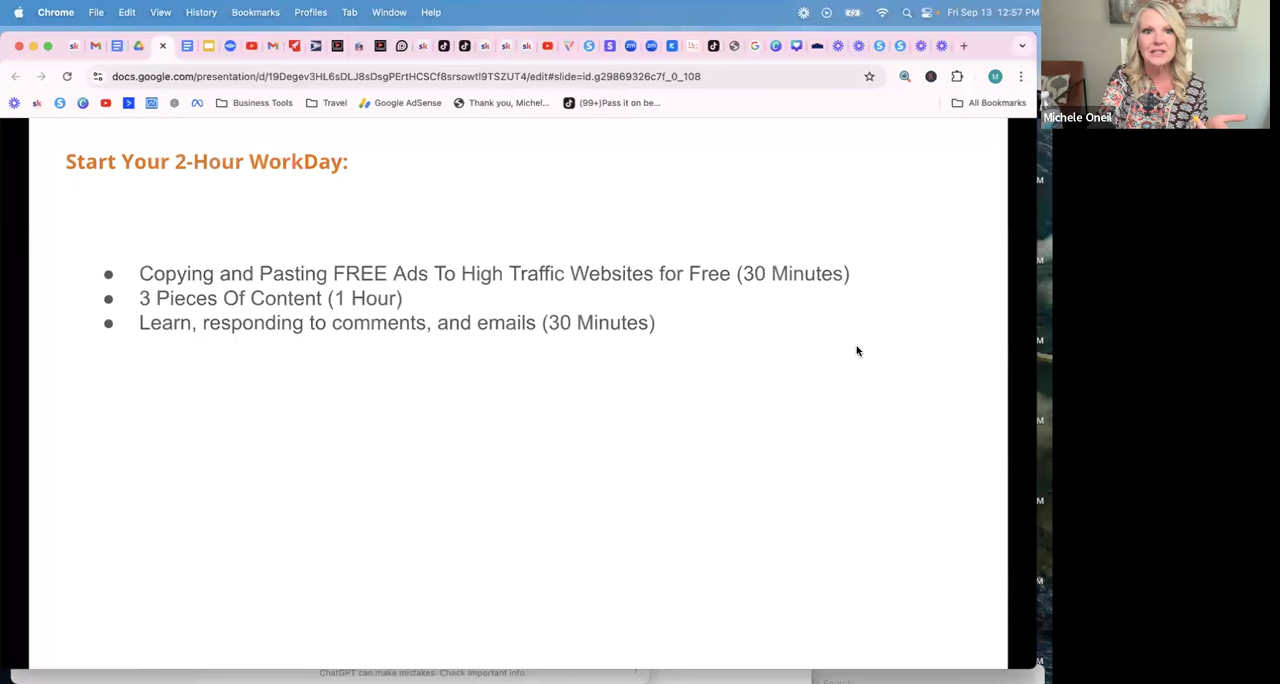 Chrome File Edit View History Bookmarks Profiles Tab Window Help Fri Sep 13 12:57 PM
docs.google.com/presentation/d/19Degev3HL6sDLJ8sDsgPErtHCSCf8srsowtl9TSZUT4/edit#slide=id.g29869326c7f_0_108
Business Tools Travel Google AdSense Thank you, Michel... (99+)Pass it on be... All Bookmarks
Michele Oneil
Start Your 2-Hour WorkDay:
● Copying and Pasting FREE Ads To High Traffic Websites for Free (30 Minutes)
● 3 Pieces Of Content (1 Hour)
● Learn, responding to comments, and emails (30 Minutes)
ChatGPT can make mistakes. Check important info.
Search